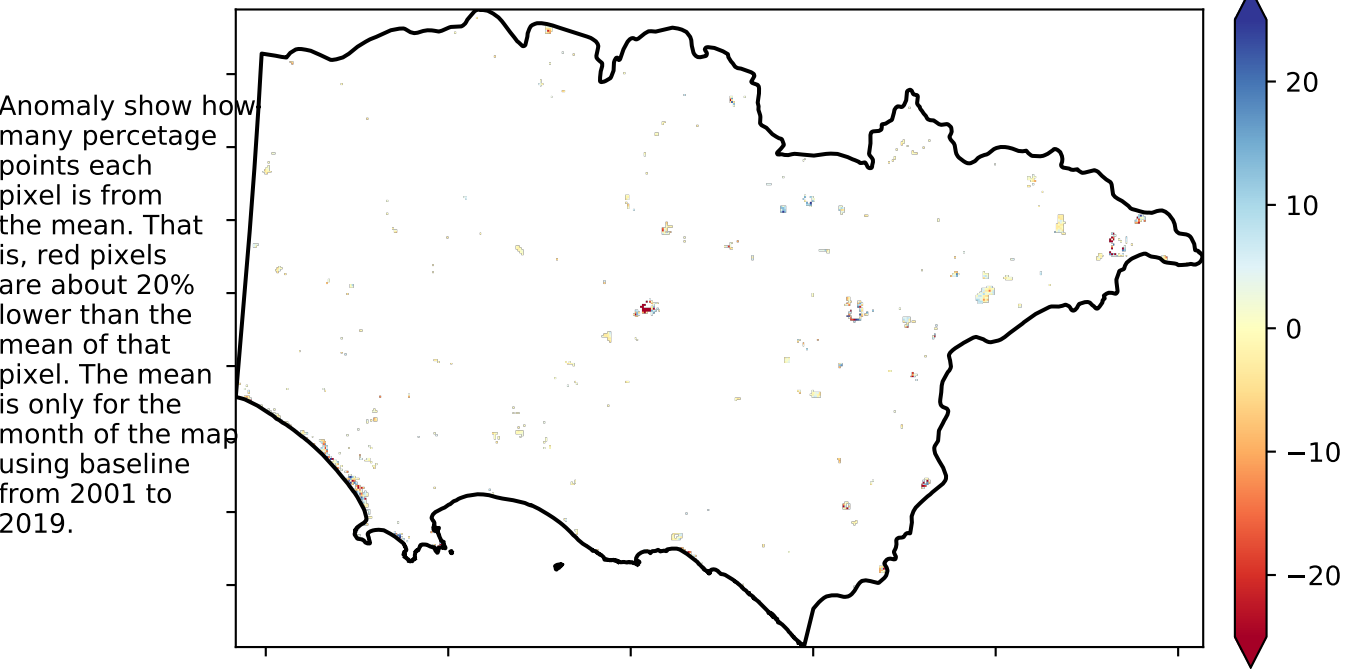 Anomaly show how
many percetage
points each
pixel is from
the mean. That
is, red pixels
are about 20%
lower than the
mean of that
pixel. The mean
is only for the
month of the map
using baseline
from 2001 to
2019.
20
10
0
−10
−20